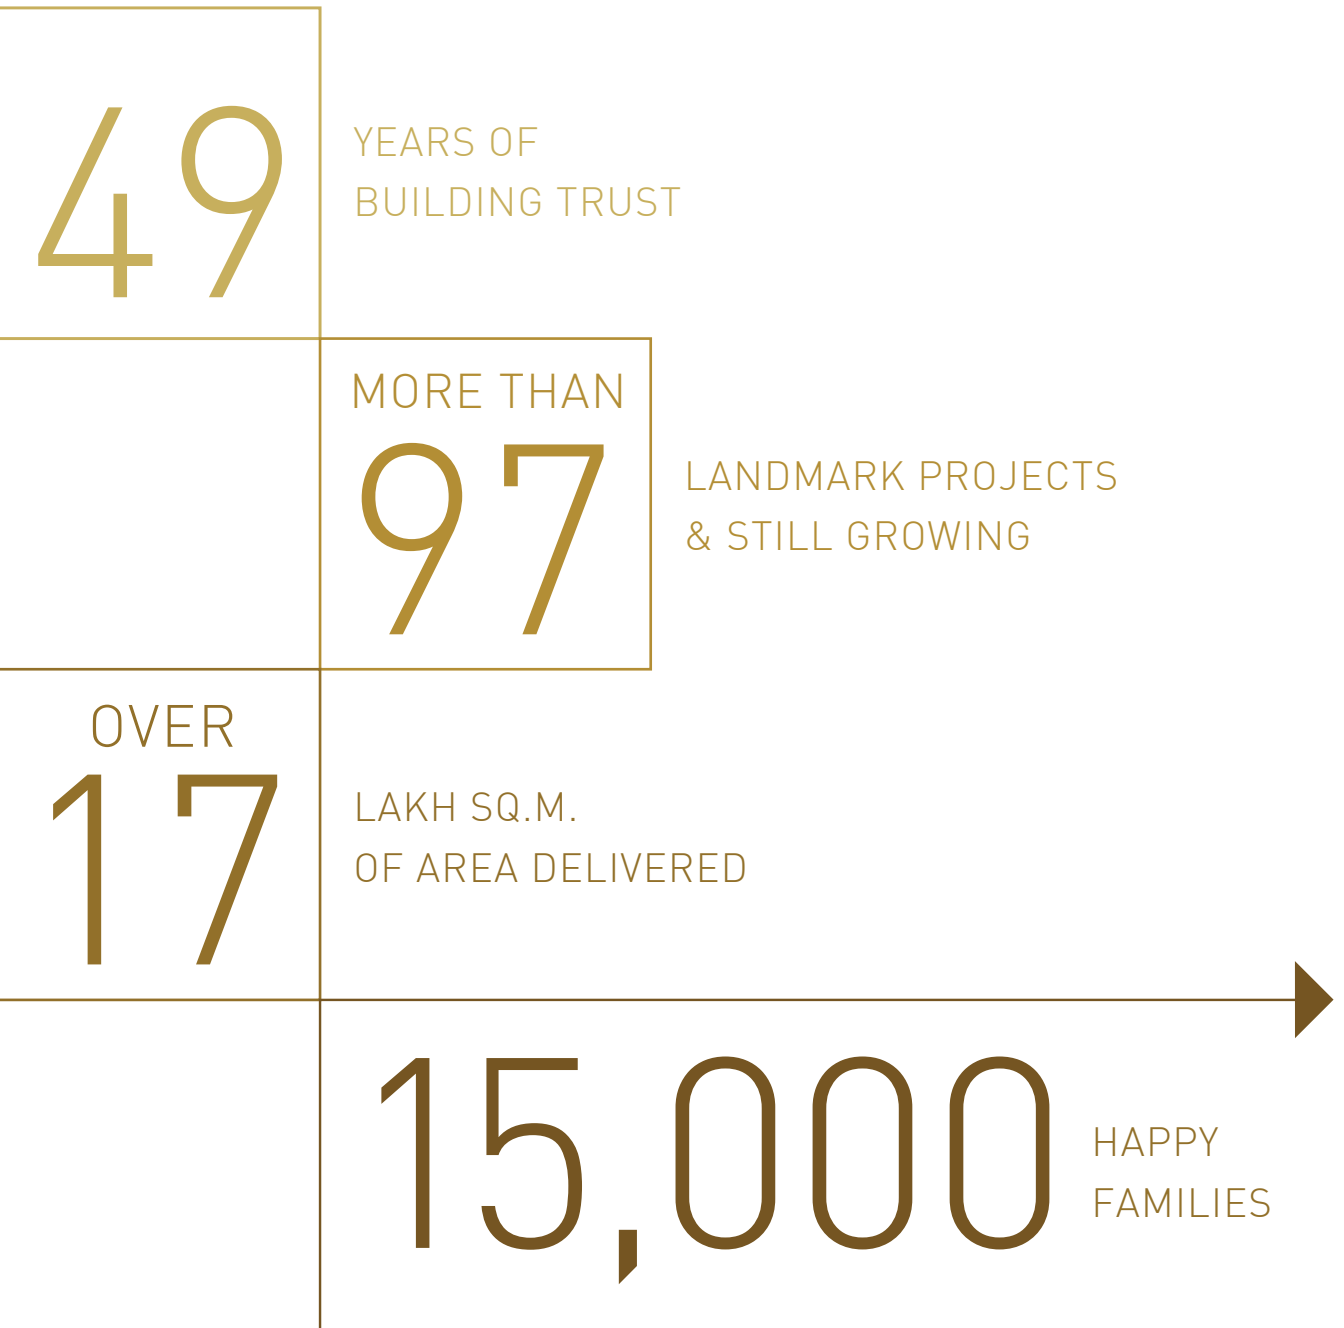 49
YEARS OF
BUILDING TRUST
MORE THAN
97
LANDMARK PROJECTS
& STILL GROWING
OVER
17
LAKH SQ.M.
OF AREA DELIVERED
15,000
HAPPY
FAMILIES